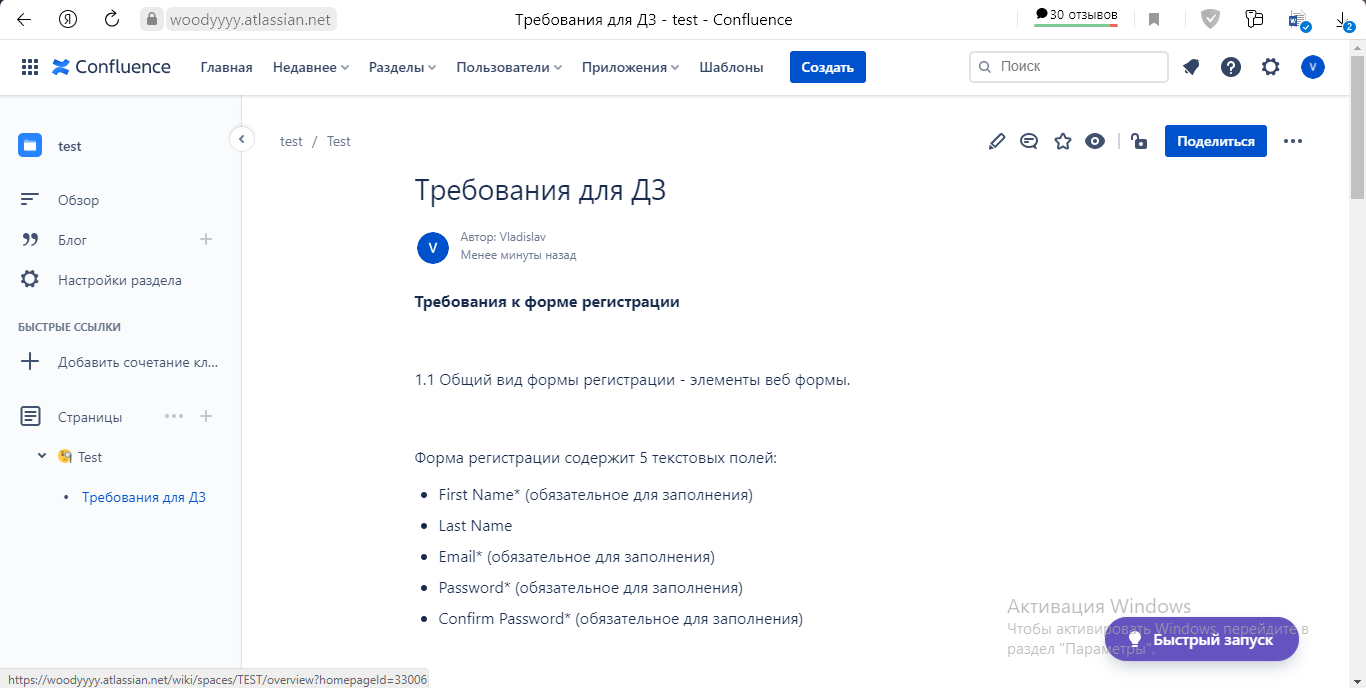 woodyyyy.atlassian.net
Требования для ДЗ - test - Confluence
30 отзывов
2
Confluence
Главная
Недавнее
Разделы
Пользователи
Приложения
Шаблоны
Создать
Поиск
V
test
Обзор
Блог
Настройки раздела
БЫСТРЫЕ ССЫЛКИ
Добавить сочетание кл...
Страницы
Test
Требования для ДЗ
test / Test
Поделиться
Требования для ДЗ
V
Автор: Vladislav
Менее минуты назад
Требования к форме регистрации
1.1 Общий вид формы регистрации - элементы веб формы.
Форма регистрации содержит 5 текстовых полей:
• First Name* (обязательное для заполнения)
• Last Name
• Email* (обязательное для заполнения)
• Password* (обязательное для заполнения)
• Confirm Password* (обязательное для заполнения)
Активация Windows
Чтобы активировать Windows, перейдите в
раздел "Параметры".
Быстрый запуск
https://woodyyyy.atlassian.net/wiki/spaces/TEST/overview?homepageId=33006